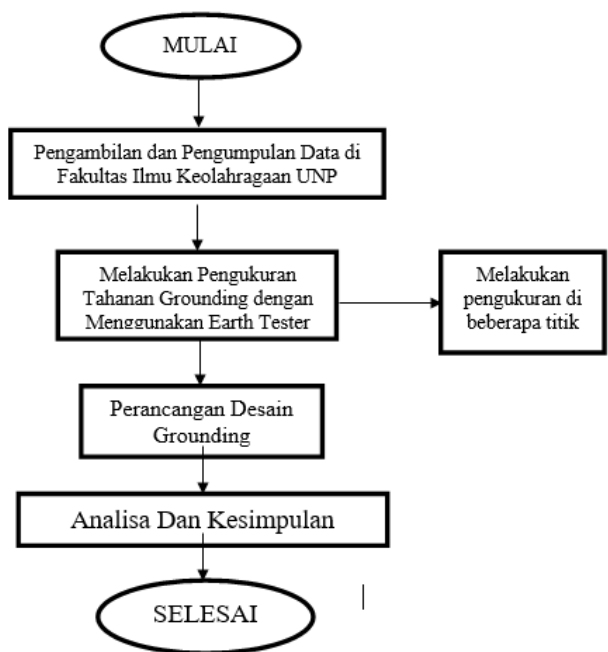 MULAI
Pengambilan dan Pengumpulan Data di
Fakultas Ilmu Keolahragaan UNP
Melakukan Pengukuran
Tahanan Grounding dengan
Menggunakan Earth Tester
Melakukan
pengukuran di
beberapa titik
Perancangan Desain
Grounding
Analisa Dan Kesimpulan
SELESAI